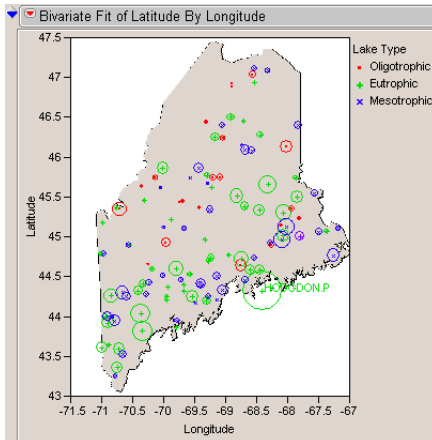 Bivariate Fit of Latitude By Longitude
Lake Type
Oligotrophic
Eutrophic
Mesotrophic
47.5
47
46.5
46
45.5
45
44.5
44
43.5
43
Latitude
HODGDON.P
-71.5 -71 -70.5 -70 -69.5 -69 -68.5 -68 -67.5 -67
Longitude